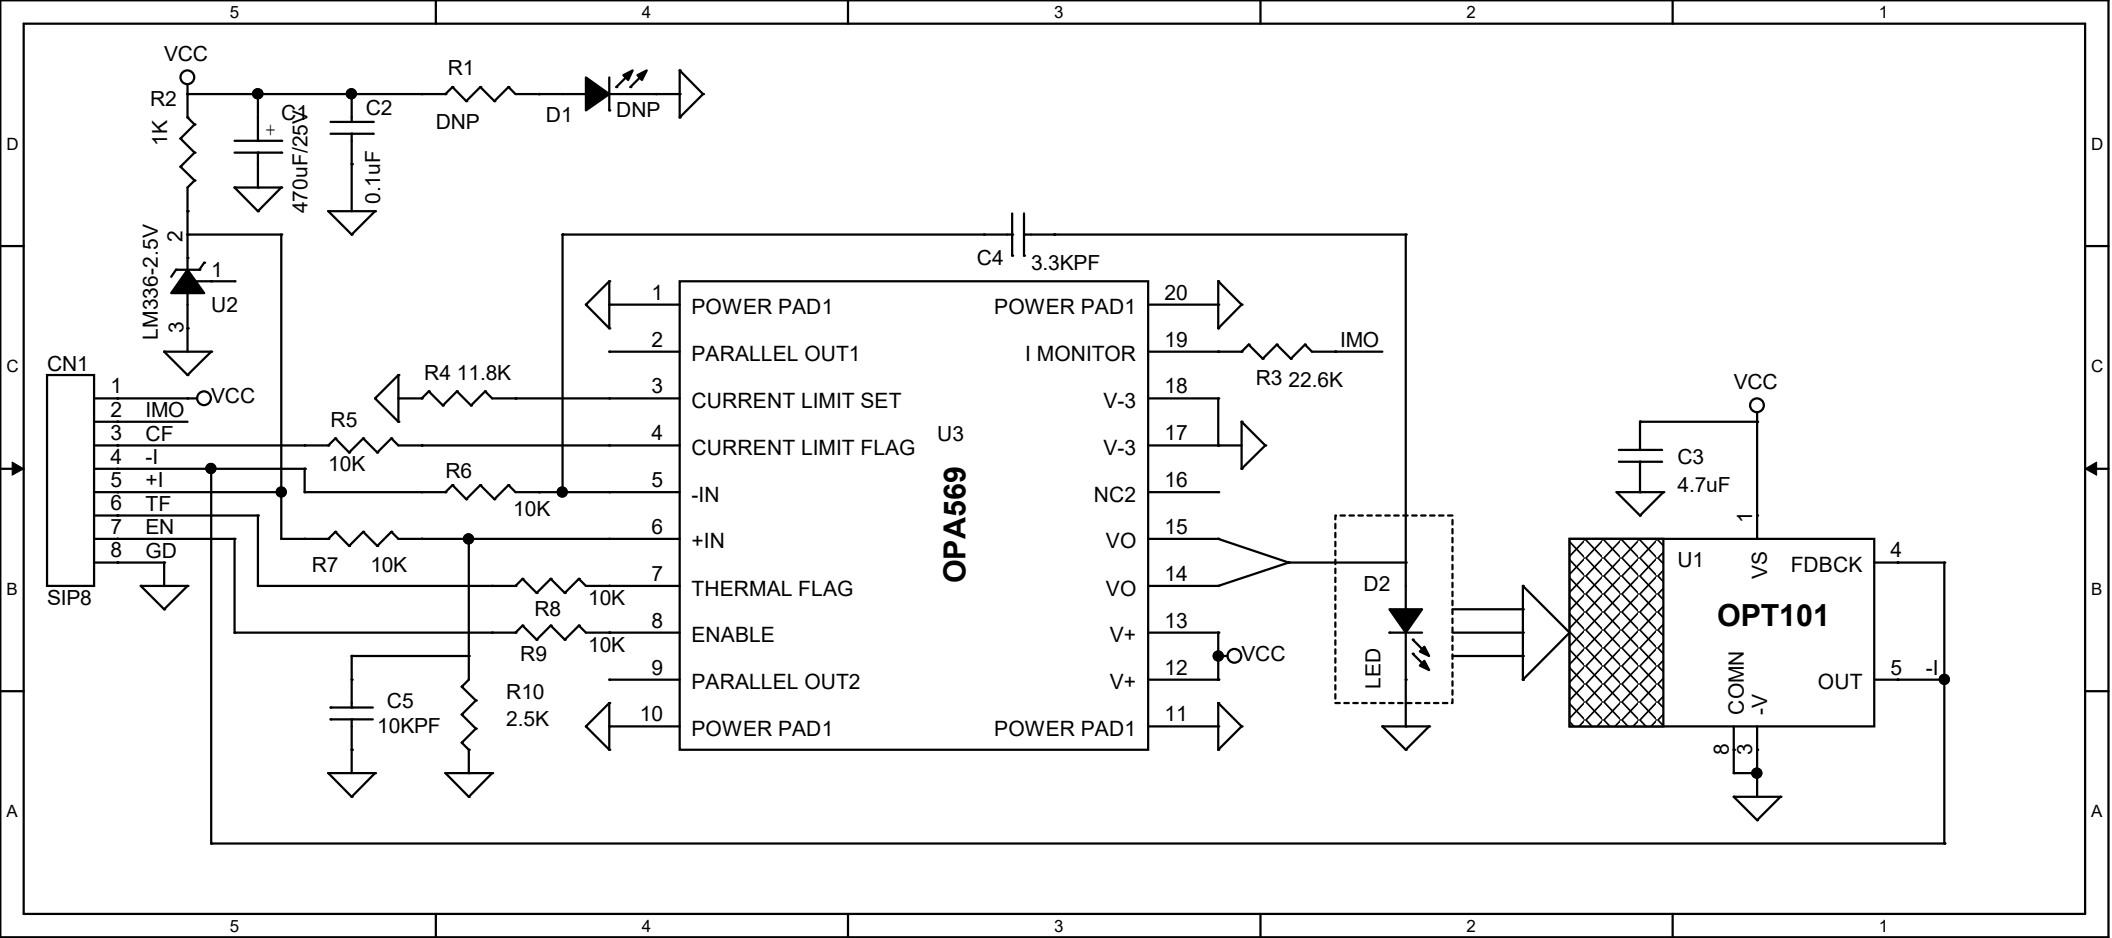 5 4 3 2 1
VCC
R1
R2
C1
C2
D1
DNP
DNP
1K
+
470uF/25V
0.1uF
D D
2
LM336-2.5V
1
U2
3
C4
3.3KPF
1 POWER PAD1 POWER PAD1 20
2 PARALLEL OUT1 I MONITOR 19
IMO
R3 22.6K
R4 11.8K
3 CURRENT LIMIT SET V-3 18
4 CURRENT LIMIT FLAG V-3 17
U3
OPA569
5 -IN NC2 16
6 +IN VO 15
7 THERMAL FLAG VO 14
8 ENABLE V+ 13
VCC
9 PARALLEL OUT2 V+ 12
10 POWER PAD1 POWER PAD1 11
C C
CN1
1 VCC
2 IMO
3 CF
4 -I
5 +I
6 TF
7 EN
8 GD
SIP8
R5
10K
R6
10K
R7 10K
R8
10K
R9
10K
C5
10KPF
R10
2.5K
D2
LED
VCC
C3
4.7uF
1
U1
VS
FDBCK 4
OPT101
COMN
-V
OUT 5 -I
8 3
B B
A A
5 4 3 2 1